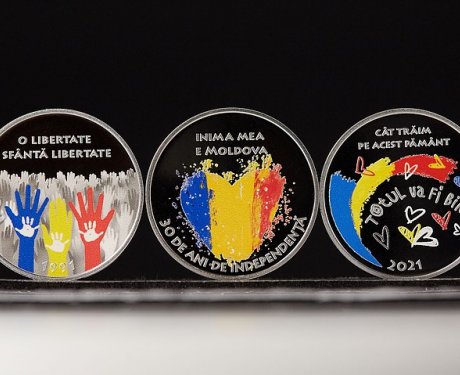 O LIBERTATE
SFÂNTĂ LIBERTATE
1991
INIMA MEA
E MOLDOVA
30 DE ANI DE INDEPENDENȚĂ
CÂT TRĂIM
PE ACEST PĂMÂNT
TOTUL va Fi
2021